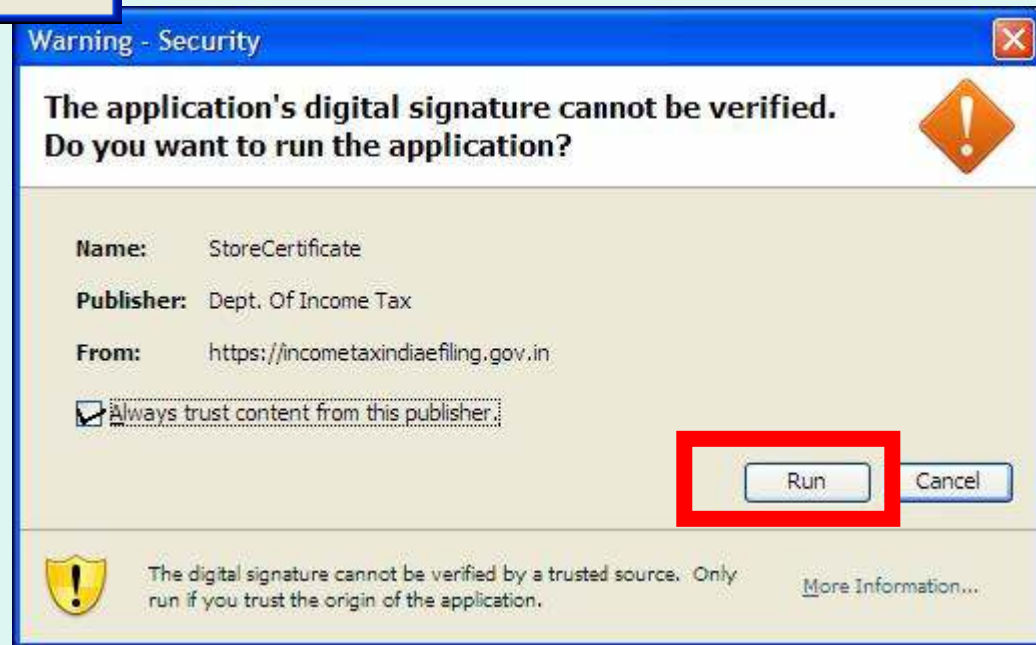 Warning - Security
The application's digital signature cannot be verified.
Do you want to run the application?
Name: StoreCertificate
Publisher: Dept. Of Income Tax
From: https://incometaxindiaefiling.gov.in
Always trust content from this publisher.
Run Cancel
The digital signature cannot be verified by a trusted source. Only
run if you trust the origin of the application.
More Information...